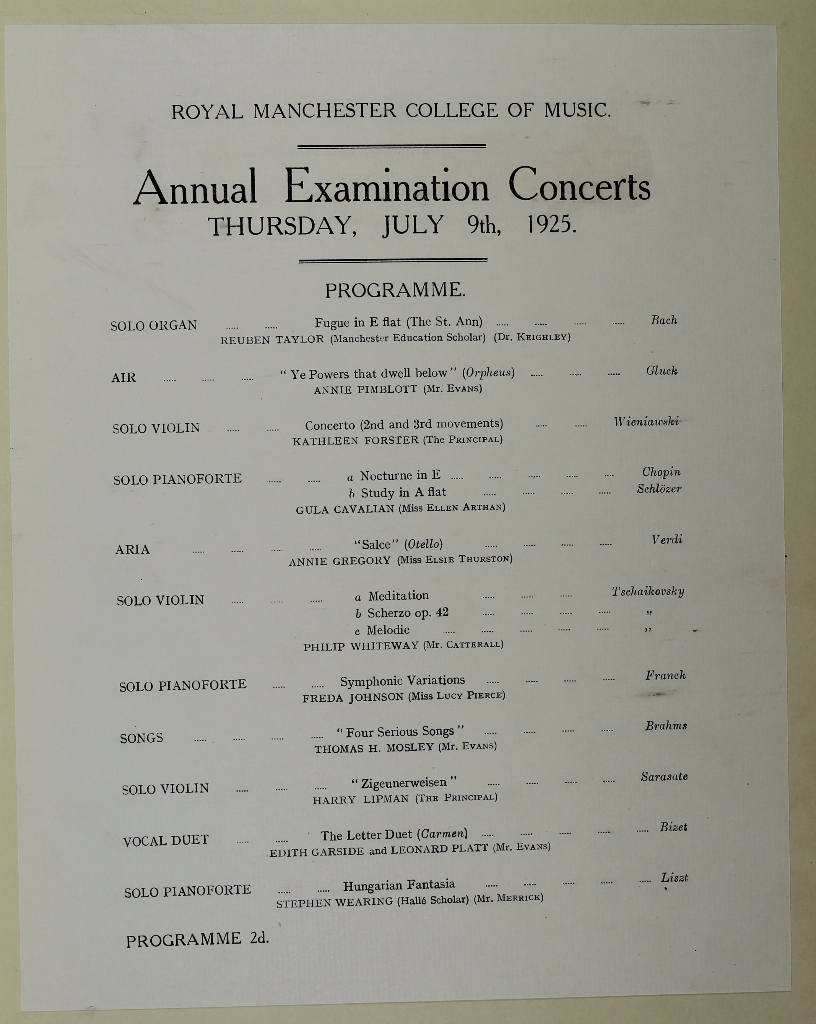 ROYAL MANCHESTER COLLEGE OF MUSIC.
Annual Examination Concerts
THURSDAY, JULY 9th, 1925.
PROGRAMME.
SOLO ORGAN ..... ..... Fugue in E flat (The St. Ann) ..... ..... ..... ..... Bach
REUBEN TAYLOR (Manchester Education Scholar) (Dr. KEIGHLEY)
AIR ..... ..... ..... "Ye Powers that dwell below" (Orpheus) ..... ..... ..... Gluck
ANNIE PIMBLOTT (Mr. EVANS)
SOLO VIOLIN ..... ..... Concerto (2nd and 3rd movements) ..... ..... Wieniawski
KATHLEEN FORSTER (The PRINCIPAL)
SOLO PIANOFORTE ..... ..... a Nocturne in E ..... ..... ..... ..... ..... Chopin
b Study in A flat ..... ..... ..... ..... Schlözer
GULA CAVALIAN (Miss ELLEN ARTHAN)
ARIA ..... ..... ..... ..... "Salce" (Otello) ..... ..... ..... ..... Verdi
ANNIE GREGORY (Miss ELSIE THURSTON)
SOLO VIOLIN ..... ..... ..... a Meditation ..... ..... ..... Tschaikovsky
b Scherzo op. 42 ..... ..... ..... ..... "
c Melodie ..... ..... ..... ..... ..... "
PHILIP WHITEWAY (Mr. CATTERALL)
SOLO PIANOFORTE ..... ..... Symphonic Variations ..... ..... ..... ..... Franck
FREDA JOHNSON (Miss LUCY PIERCE)
SONGS ..... ..... ..... ..... "Four Serious Songs" ..... ..... ..... ..... Brahms
THOMAS H. MOSLEY (Mr. EVANS)
SOLO VIOLIN ..... ..... ..... "Zigeunerweisen" ..... ..... ..... ..... Sarasate
HARRY LIPMAN (THE PRINCIPAL)
VOCAL DUET ..... ..... The Letter Duet (Carmen) ..... ..... ..... ..... ..... Bizet
EDITH GARSIDE and LEONARD PLATT (Mr. EVANS)
SOLO PIANOFORTE ..... ..... Hungarian Fantasia ..... ..... ..... ..... ..... Liszt
STEPHEN WEARING (Hallé Scholar) (Mr. MERRICK)
PROGRAMME 2d.